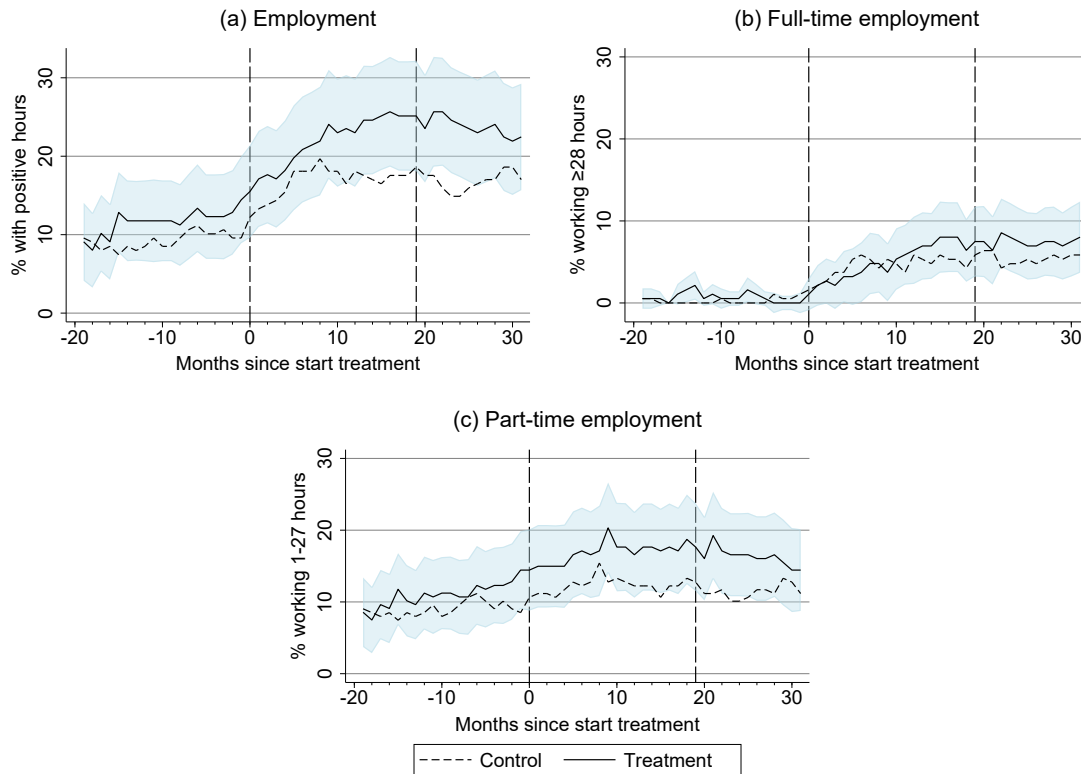 (a) Employment
% with positive hours
30
20
10
0
-20 -10 0 10 20 30
Months since start treatment
(b) Full-time employment
% working ≥28 hours
30
20
10
0
-20 -10 0 10 20 30
Months since start treatment
(c) Part-time employment
% working 1-27 hours
30
20
10
0
-20 -10 0 10 20 30
Months since start treatment
Control Treatment